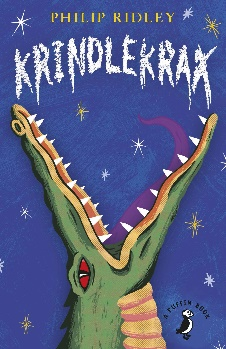 PHILIP RIDLEY
KRINDLEKRAX
A PUFFIN BOOK